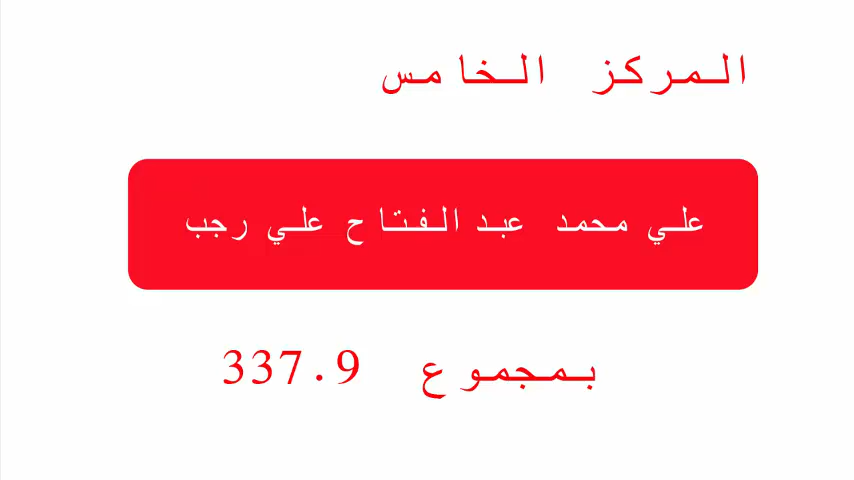 المركز الخامس
علي محمد عبد الفتاح علي رجب
بمجموع 337.9